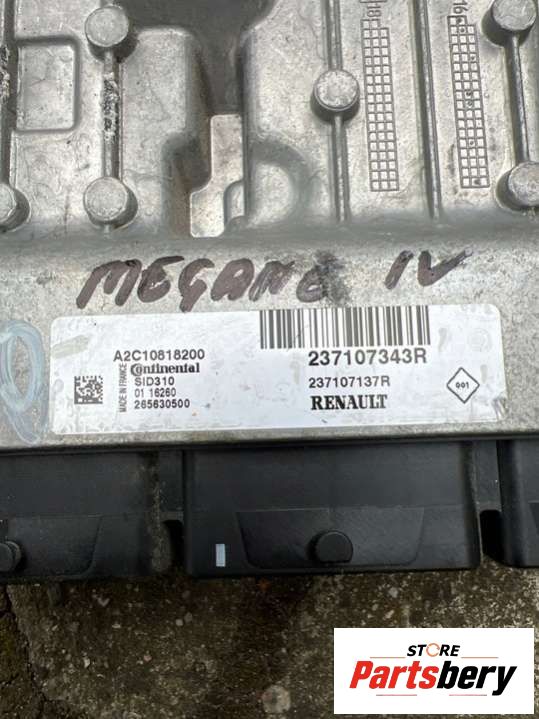 MEGANE IV
A2C10818200
Continental
SID310
01 16260
265630500
MADE IN FRANCE
237107343R
237107137R
RENAULT
001
STORE
Partsbery